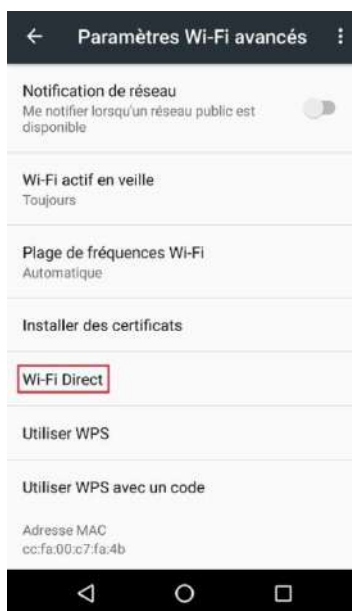 Paramètres Wi-Fi avancés
Notification de réseau
Me notifier lorsqu'un réseau public est
disponible
Wi-Fi actif en veille
Toujours
Plage de fréquences Wi-Fi
Automatique
Installer des certificats
Wi-Fi Direct
Utiliser WPS
Utiliser WPS avec un code
Adresse MAC
cc:fa:00:c7:fa:4b